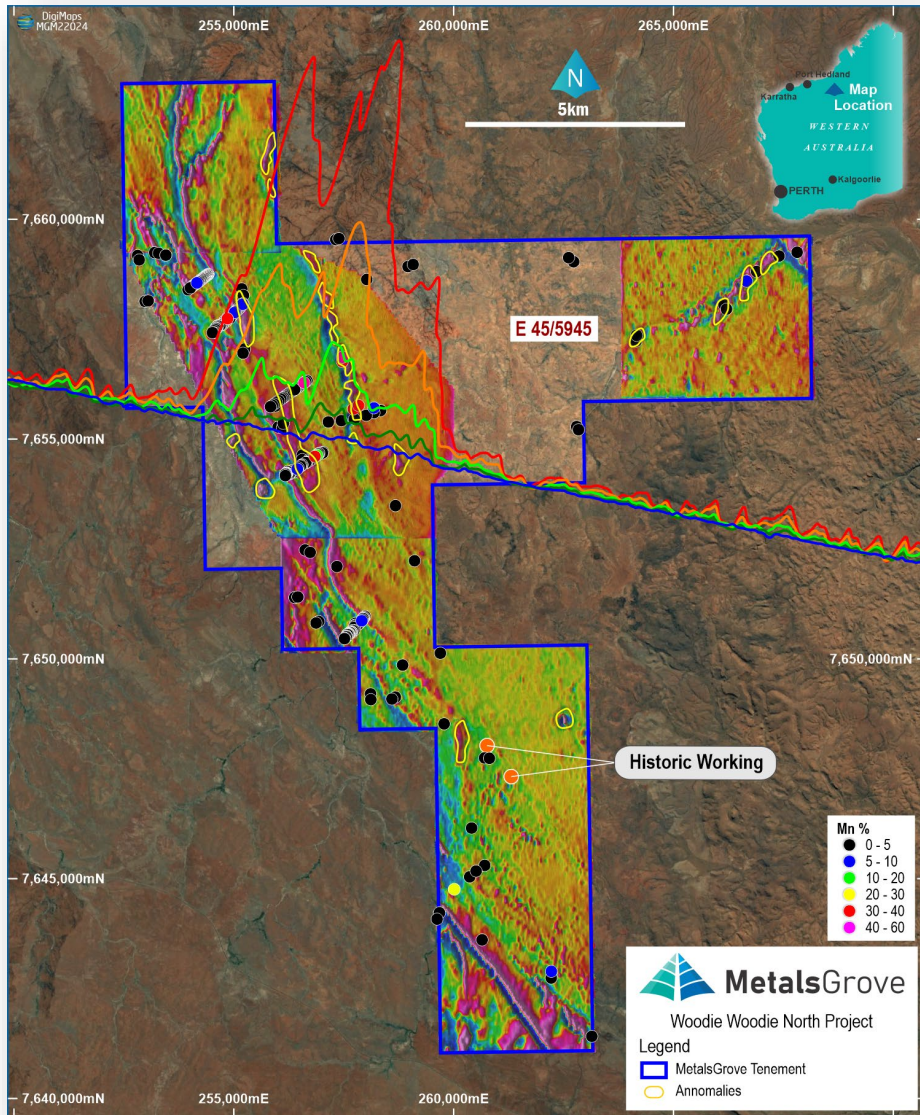 DigiMaps
MGM22024
255,000mE
260,000mE
265,000mE
N
5km
Port Hedland
Karratha
Map
Location
WESTERN
AUSTRALIA
Kalgoorlie
PERTH
7,660,000mN
E 45/5945
7,655,000mN
7,650,000mN
7,650,000mN
Historic Working
Mn %
0 - 5
5 - 10
10 - 20
20 - 30
30 - 40
40 - 60
7,645,000mN
MetalsGrove
Woodie Woodie North Project
Legend
MetalsGrove Tenement
Annomalies
7,640,000mN
255,000mE
260,000mE